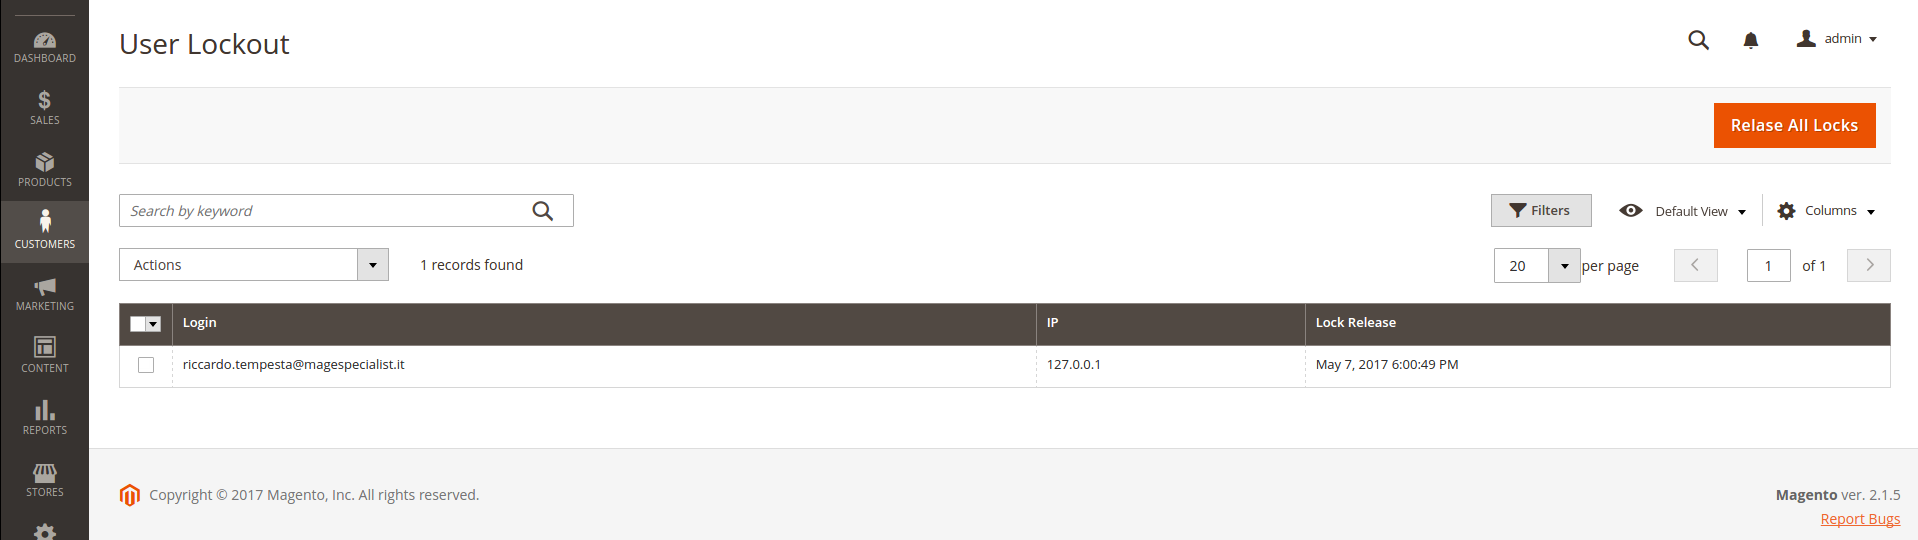 User Lockout
admin
DASHBOARD
SALES
PRODUCTS
CUSTOMERS
MARKETING
CONTENT
REPORTS
STORES
Relase All Locks
Search by keyword
Filters
Default View
Columns
Actions
1 records found
20
per page
1
of 1
Login IP Lock Release
riccardo.tempesta@magespecialist.it 127.0.0.1 May 7, 2017 6:00:49 PM
Copyright © 2017 Magento, Inc. All rights reserved.
Magento ver. 2.1.5
Report Bugs